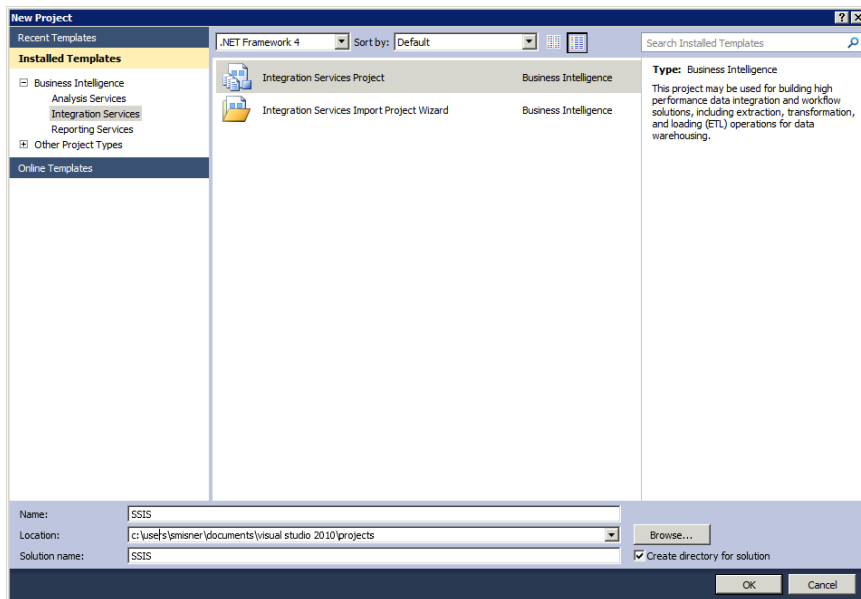 New Project
Recent Templates
.NET Framework 4 Sort by: Default
Search Installed Templates
Installed Templates
Business Intelligence
Analysis Services
Integration Services
Reporting Services
Other Project Types
Online Templates
Integration Services Project Business Intelligence
Integration Services Import Project Wizard Business Intelligence
Type: Business Intelligence
This project may be used for building high
performance data integration and workflow
solutions, including extraction, transformation,
and loading (ETL) operations for data
warehousing.
Name: SSIS
Location: c:\users\smisner\documents\visual studio 2010\projects Browse...
Solution name: SSIS Create directory for solution
OK Cancel